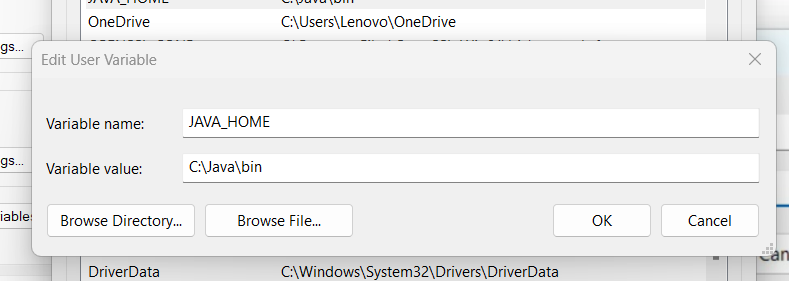 JAVA_HOME C:\Java\bin
OneDrive C:\Users\Lenovo\OneDrive
gs...
Edit User Variable
Variable name: JAVA_HOME
Variable value: C:\Java\bin
gs...
Browse Directory... Browse File... OK Cancel
iables
Can
DriverData C:\Windows\System32\Drivers\DriverData